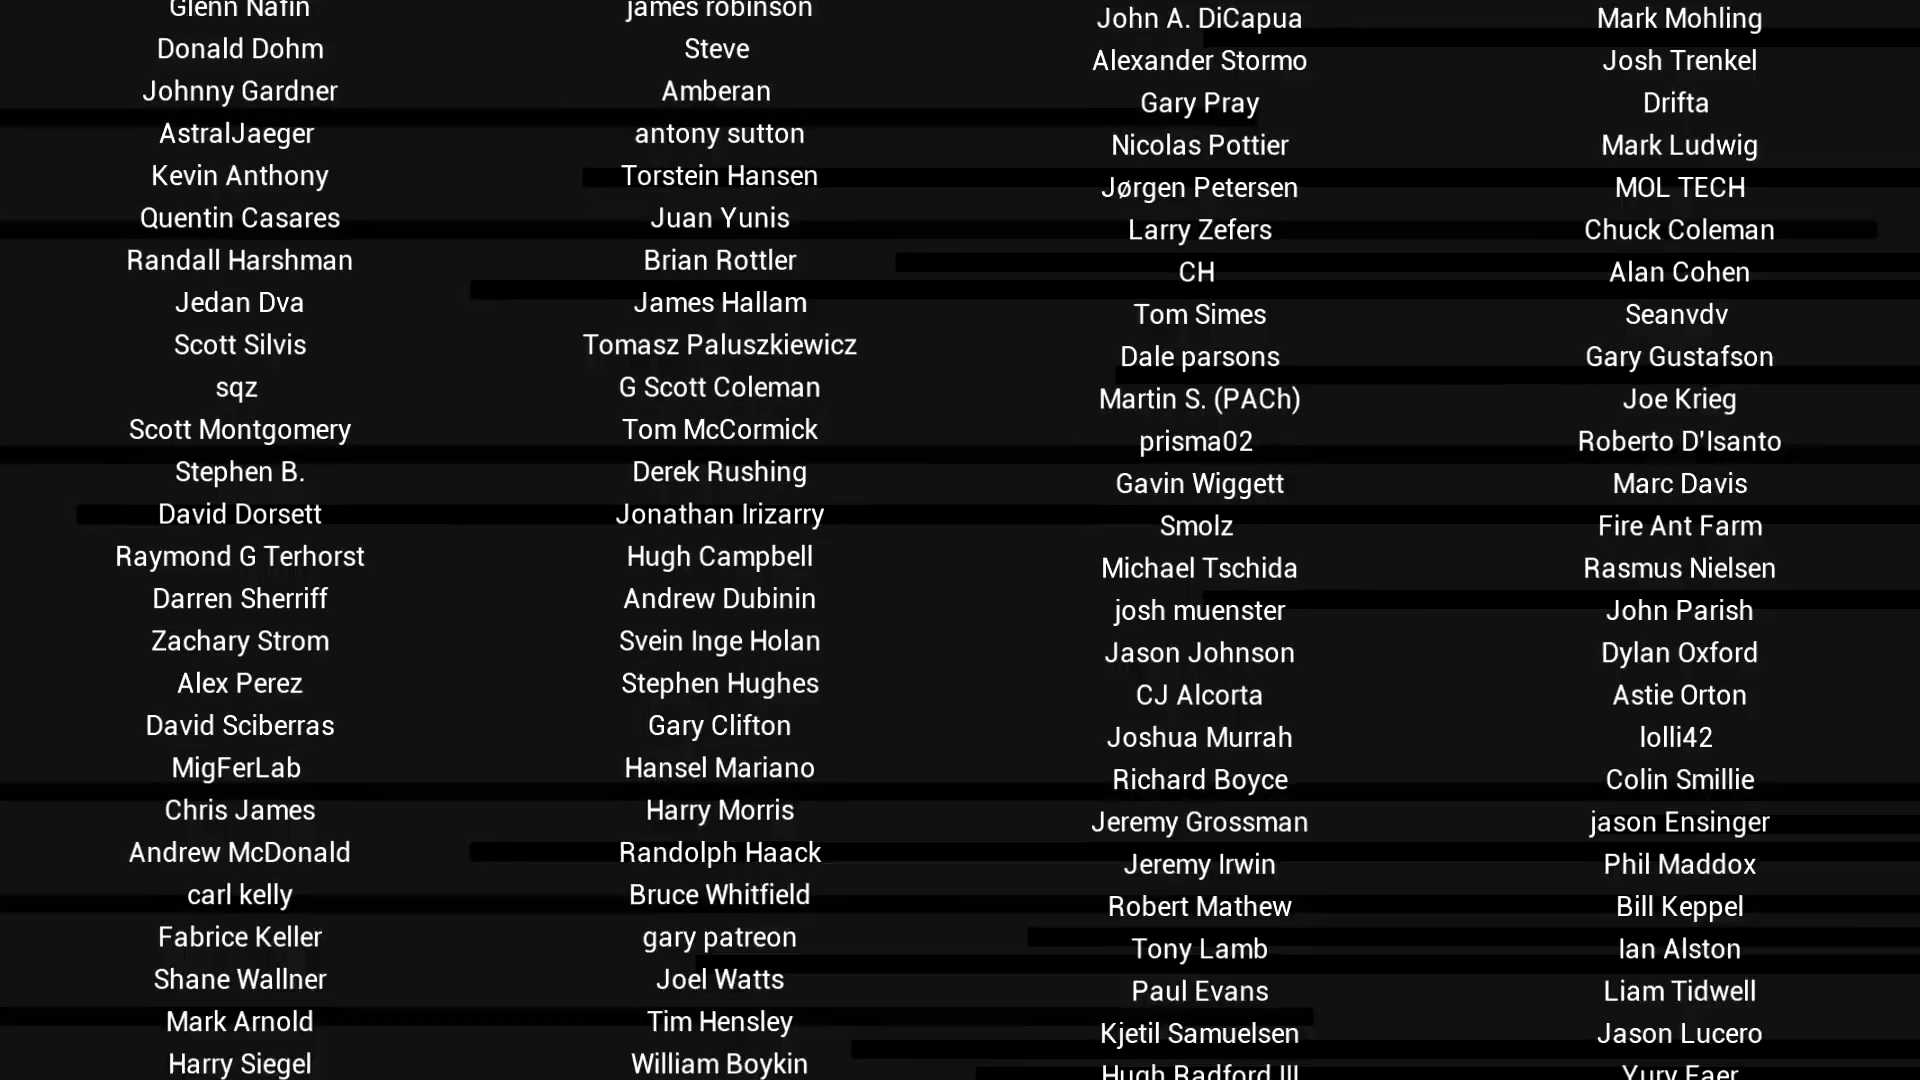 Glenn Nafin
Donald Dohm
Johnny Gardner
AstralJaeger
Kevin Anthony
Quentin Casares
Randall Harshman
Jedan Dva
Scott Silvis
sqz
Scott Montgomery
Stephen B.
David Dorsett
Raymond G Terhorst
Darren Sherriff
Zachary Strom
Alex Perez
David Sciberras
MigFerLab
Chris James
Andrew McDonald
carl kelly
Fabrice Keller
Shane Wallner
Mark Arnold
Harry Siegel
james robinson
Steve
Amberan
antony sutton
Torstein Hansen
Juan Yunis
Brian Rottler
James Hallam
Tomasz Paluszkiewicz
G Scott Coleman
Tom McCormick
Derek Rushing
Jonathan Irizarry
Hugh Campbell
Andrew Dubinin
Svein Inge Holan
Stephen Hughes
Gary Clifton
Hansel Mariano
Harry Morris
Randolph Haack
Bruce Whitfield
gary patreon
Joel Watts
Tim Hensley
William Boykin
John A. DiCapua
Alexander Stormo
Gary Pray
Nicolas Pottier
Jørgen Petersen
Larry Zefers
CH
Tom Simes
Dale parsons
Martin S. (PACh)
prisma02
Gavin Wiggett
Smolz
Michael Tschida
josh muenster
Jason Johnson
CJ Alcorta
Joshua Murrah
Richard Boyce
Jeremy Grossman
Jeremy Irwin
Robert Mathew
Tony Lamb
Paul Evans
Kjetil Samuelsen
Hugh Radford III
Mark Mohling
Josh Trenkel
Drifta
Mark Ludwig
MOL TECH
Chuck Coleman
Alan Cohen
Seanvdv
Gary Gustafson
Joe Krieg
Roberto D'Isanto
Marc Davis
Fire Ant Farm
Rasmus Nielsen
John Parish
Dylan Oxford
Astie Orton
lolli42
Colin Smillie
jason Ensinger
Phil Maddox
Bill Keppel
Ian Alston
Liam Tidwell
Jason Lucero
Yury Faer